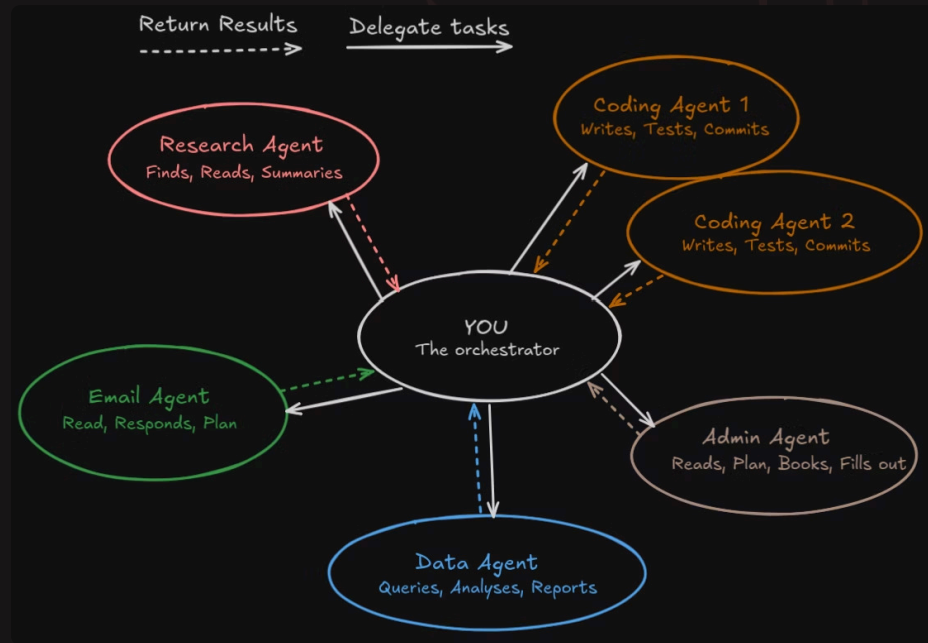 Return Results
Delegate tasks
Research Agent
Finds, Reads, Summaries
Coding Agent 1
Writes, Tests, Commits
Coding Agent 2
Writes, Tests, Commits
YOU
The orchestrator
Email Agent
Read, Responds, Plan
Admin Agent
Reads, Plan, Books, Fills out
Data Agent
Queries, Analyses, Reports